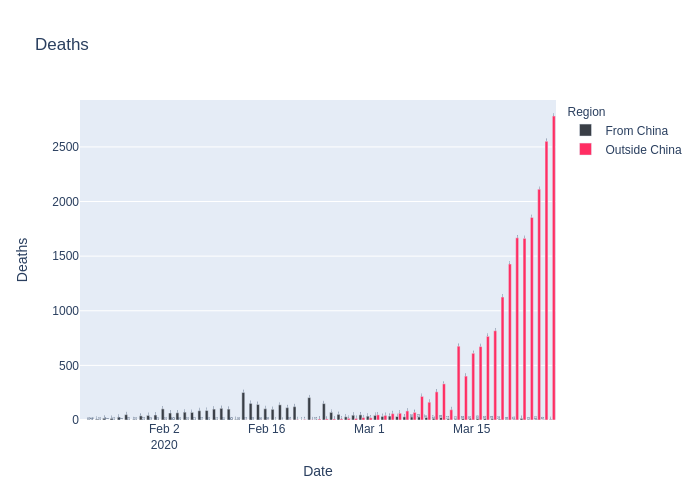 Deaths
Region
From China
Outside China
Deaths
2500
2000
1500
1000
500
0
Feb 2
2020
Feb 16
Mar 1
Mar 15
Date